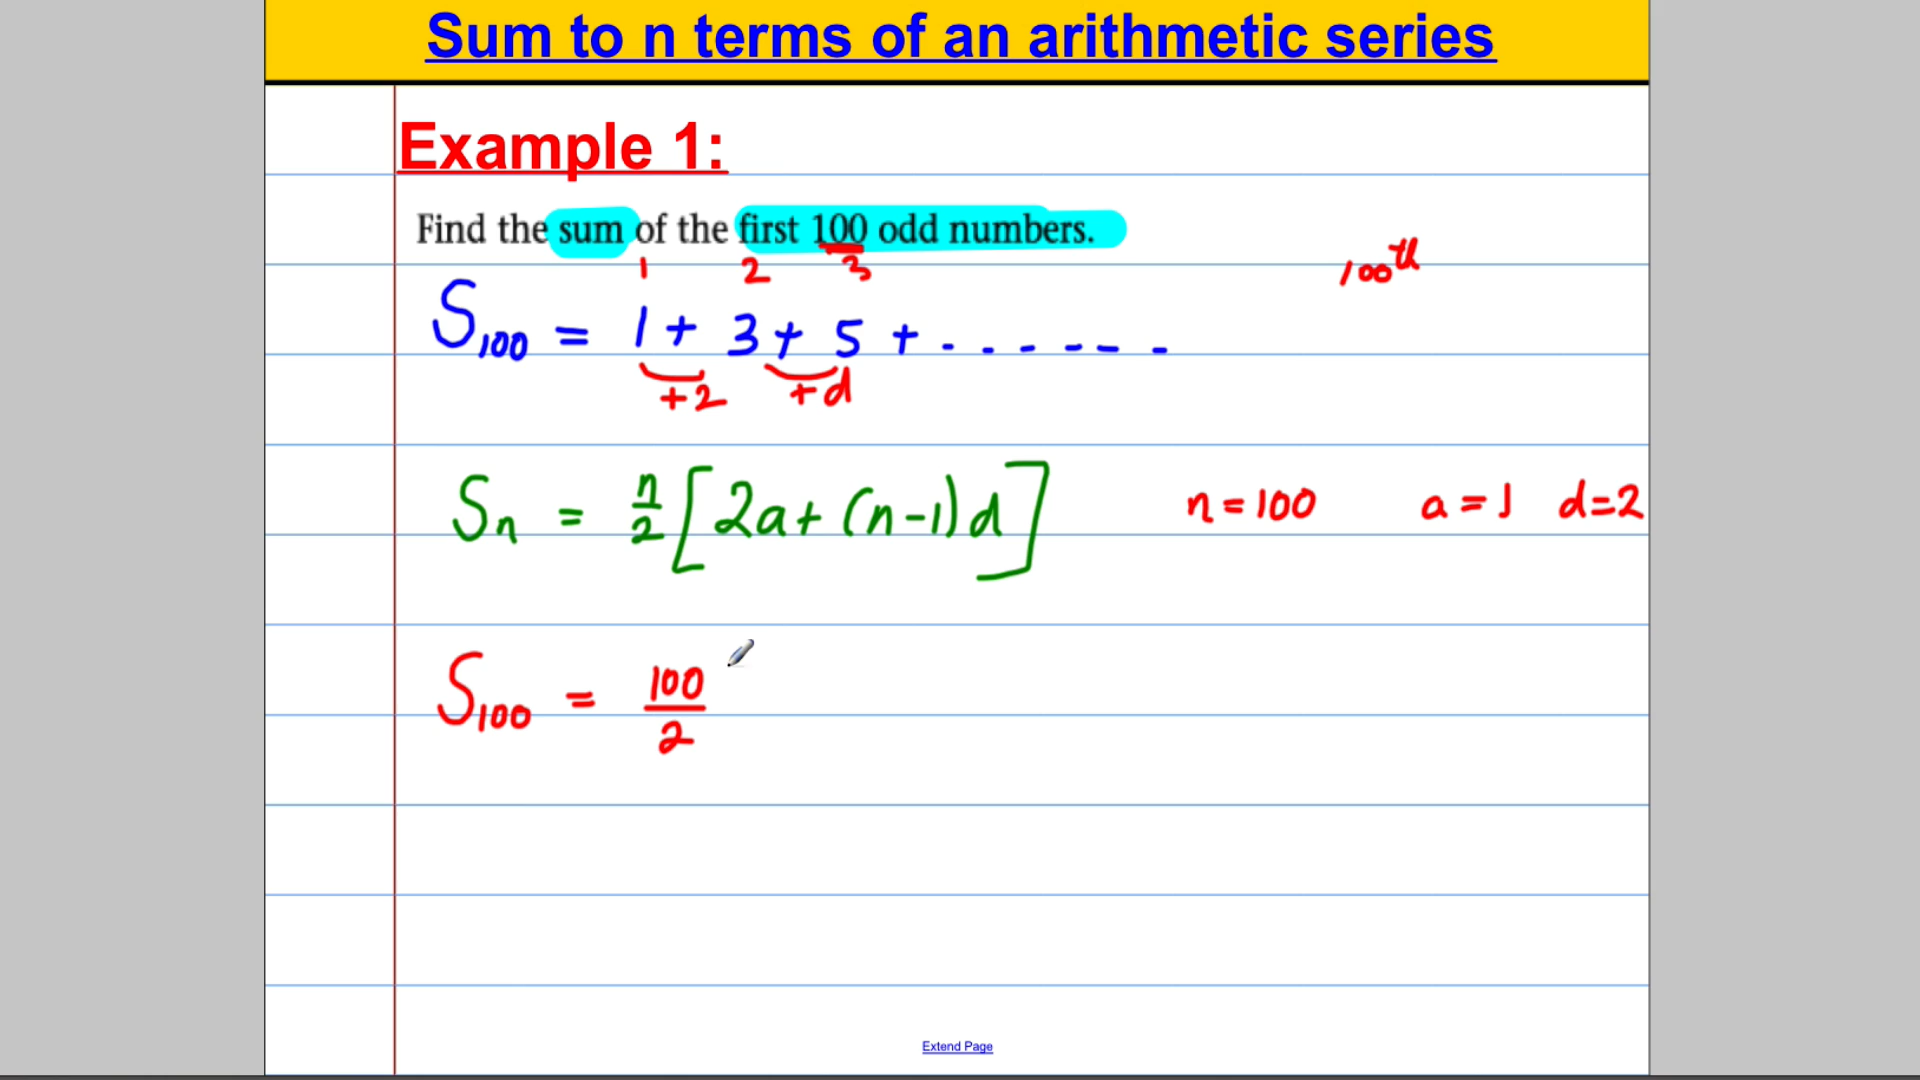 Sum to n terms of an arithmetic series
Example 1:
Find the sum of the first 100 odd numbers.
1 2 3 100th
S100 = 1 + 3 + 5 + - - - - - -
+2 +d
Sn = n/2 [2a + (n-1)d] n = 100 a = 1 d = 2
S100 = 100/2
Extend Page